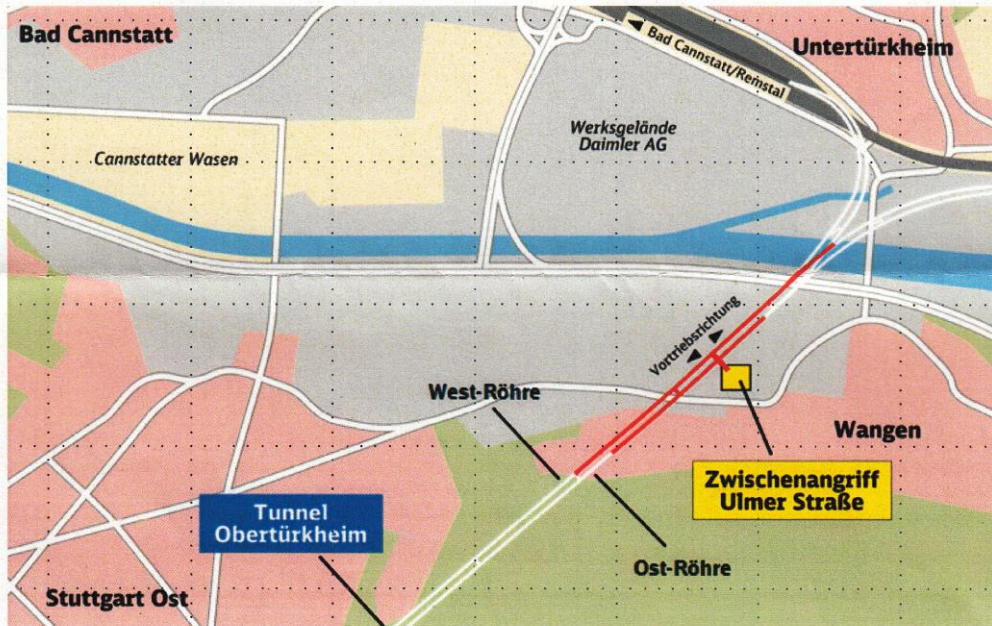 Bad Cannstatt
Bad Cannstatt/Remstal
Untertürkheim
Werksgelände
Daimler AG
Cannstatter Wasen
Vortriebsrichtung
West-Röhre
Wangen
Zwischenangriff
Ulmer Straße
Tunnel
Obertürkheim
Ost-Röhre
Stuttgart Ost